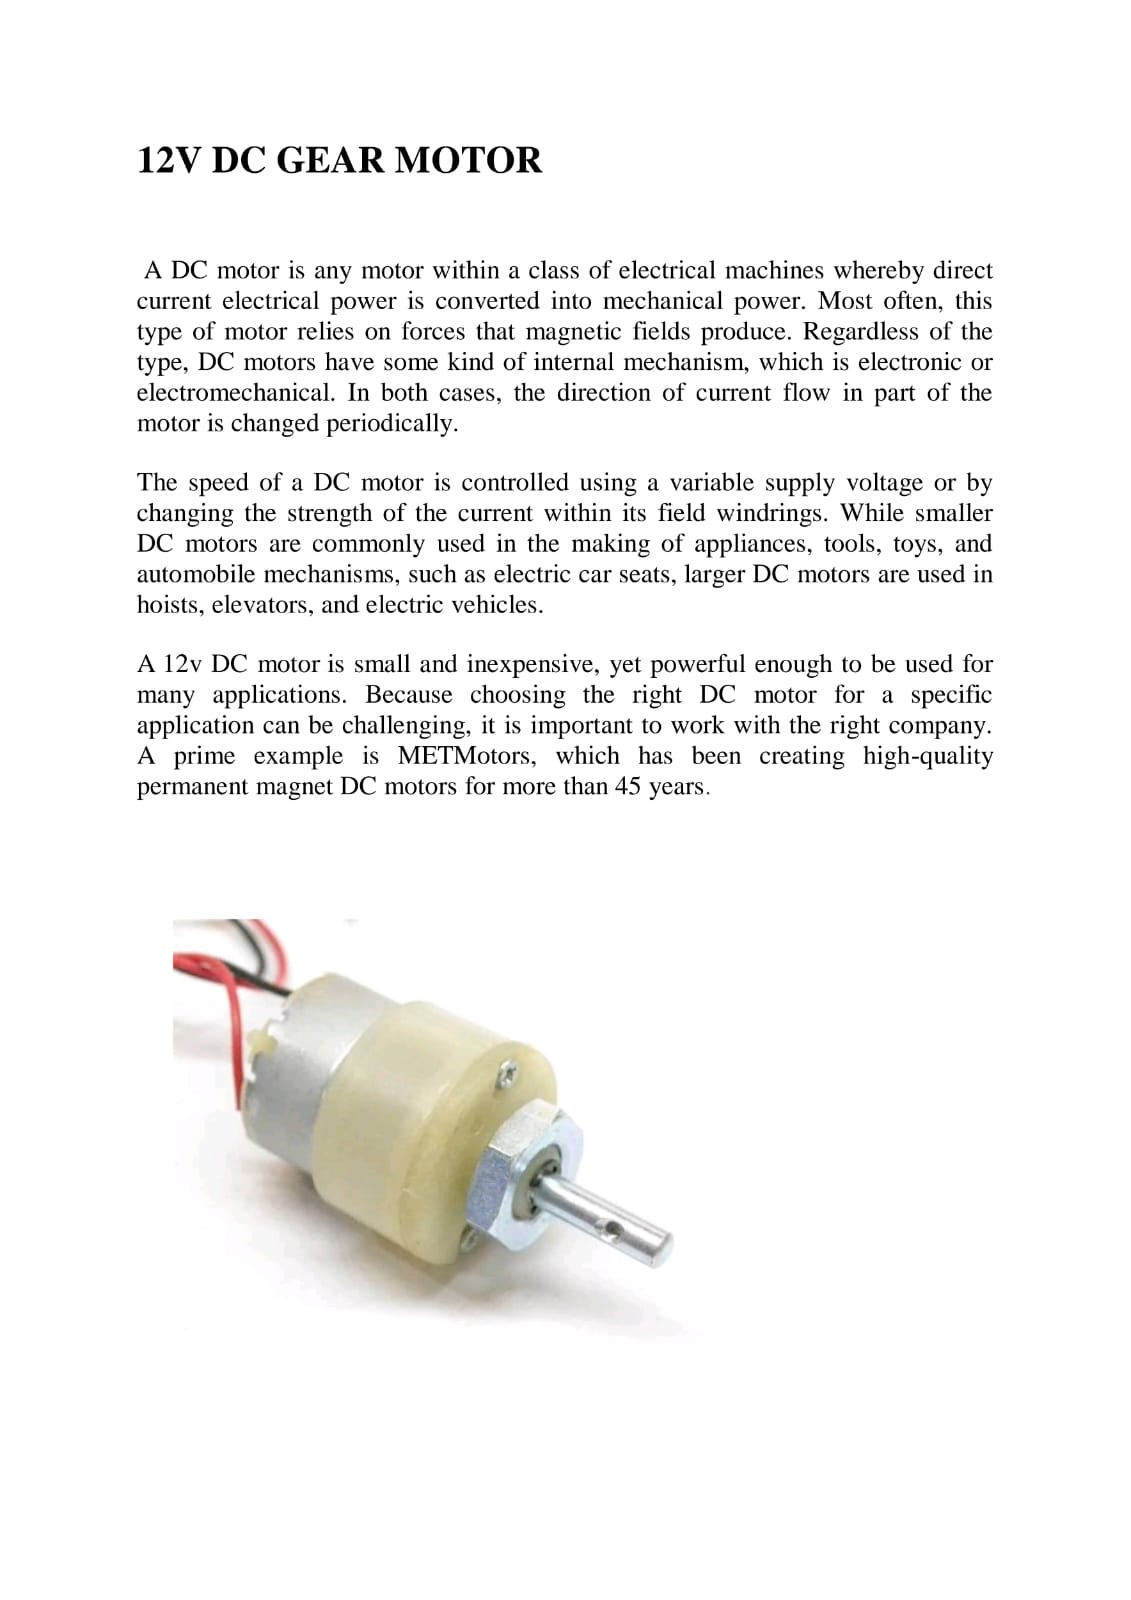 12V DC GEAR MOTOR
A DC motor is any motor within a class of electrical machines whereby direct
current electrical power is converted into mechanical power. Most often, this
type of motor relies on forces that magnetic fields produce. Regardless of the
type, DC motors have some kind of internal mechanism, which is electronic or
electromechanical. In both cases, the direction of current flow in part of the
motor is changed periodically.
The speed of a DC motor is controlled using a variable supply voltage or by
changing the strength of the current within its field windrings. While smaller
DC motors are commonly used in the making of appliances, tools, toys, and
automobile mechanisms, such as electric car seats, larger DC motors are used in
hoists, elevators, and electric vehicles.
A 12v DC motor is small and inexpensive, yet powerful enough to be used for
many applications. Because choosing the right DC motor for a specific
application can be challenging, it is important to work with the right company.
A prime example is METMotors, which has been creating high-quality
permanent magnet DC motors for more than 45 years.